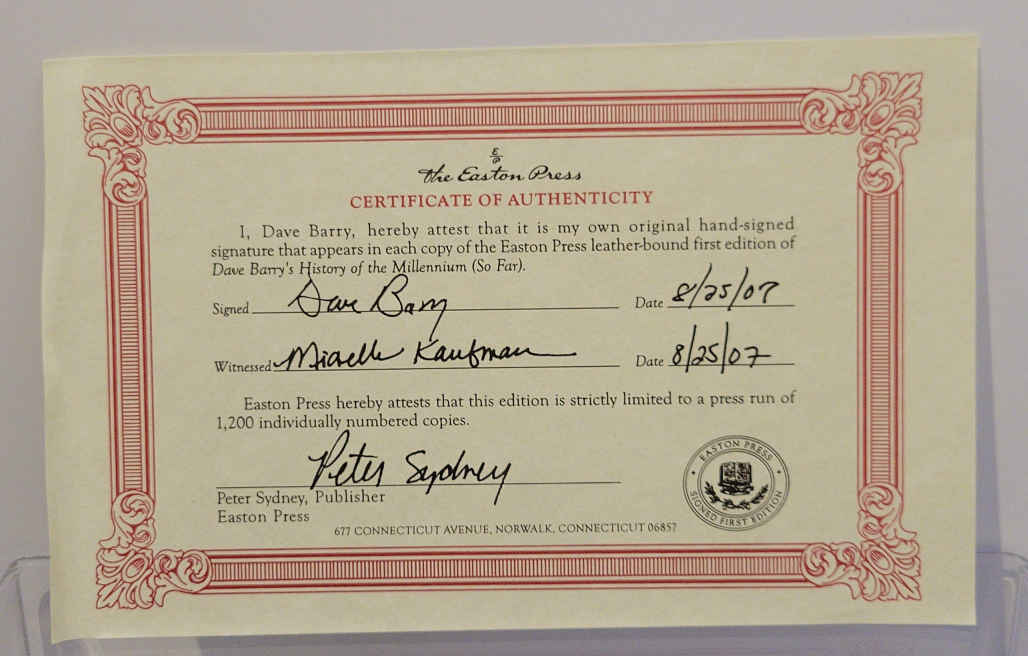 E
P
the Easton Press
CERTIFICATE OF AUTHENTICITY
I, Dave Barry, hereby attest that it is my own original hand-signed
signature that appears in each copy of the Easton Press leather-bound first edition of
Dave Barry's History of the Millennium (So Far).
Signed Dave Barry Date 8/25/07
Witnessed Michelle Kaufman Date 8/25/07
Easton Press hereby attests that this edition is strictly limited to a press run of
1,200 individually numbered copies.
Peter Sydney
Peter Sydney, Publisher
Easton Press
EASTON PRESS
SIGNED FIRST EDITION
677 CONNECTICUT AVENUE, NORWALK, CONNECTICUT 06857